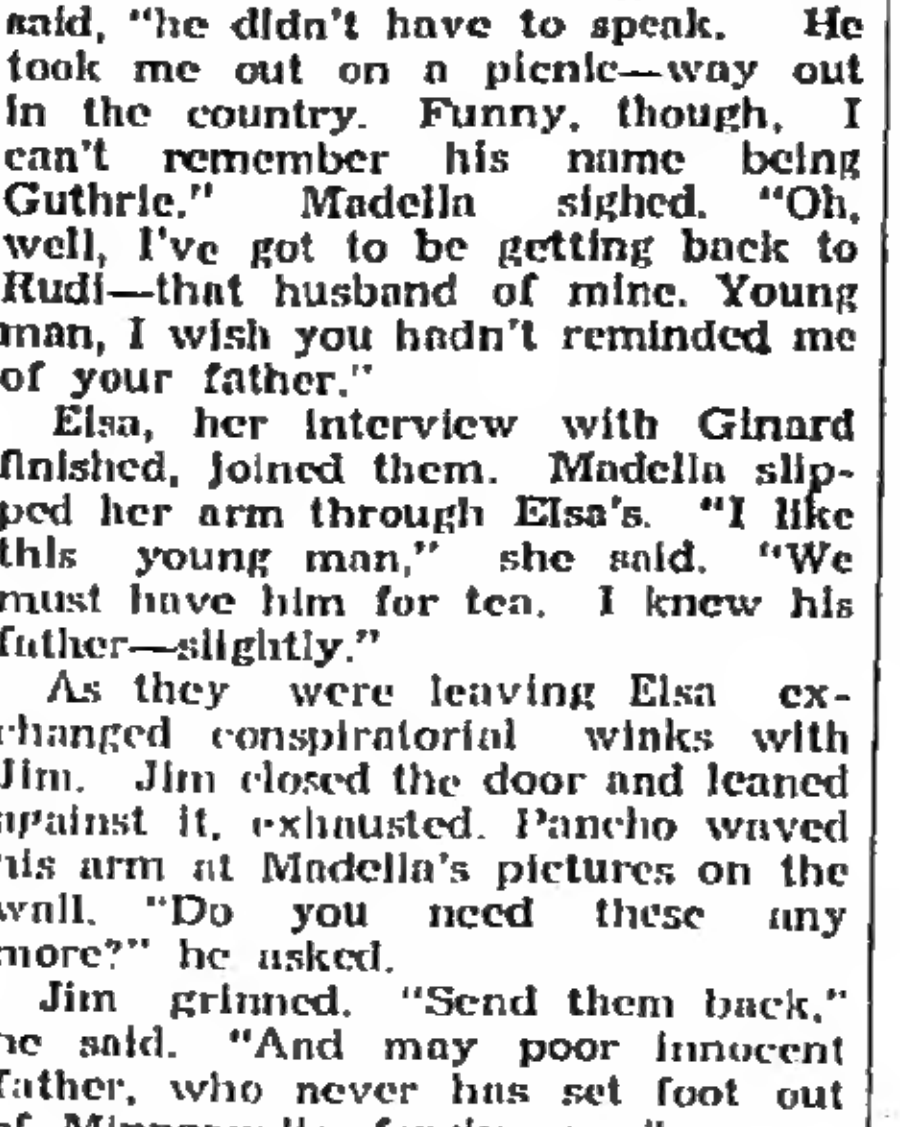 said, "he didn't have to speak. He
took me out on a picnic—way out
in the country. Funny, though, I
can't remember his name being
Guthrie." Madella sighed. "Oh,
well, I've got to be getting back to
Rudi—that husband of mine. Young
man, I wish you hadn't reminded me
of your father."
Elsa, her interview with Ginard
finished, joined them. Madella slip-
ped her arm through Elsa's. "I like
this young man," she said. "We
must have him for tea. I knew his
father—slightly."
As they were leaving Elsa ex-
changed conspiratorial winks with
Jim. Jim closed the door and leaned
against it, exhausted. Pancho waved
his arm at Madella's pictures on the
wall. "Do you need these any
more?" he asked.
Jim grinned. "Send them back,"
he said. "And may poor innocent
father, who never has set foot out
of